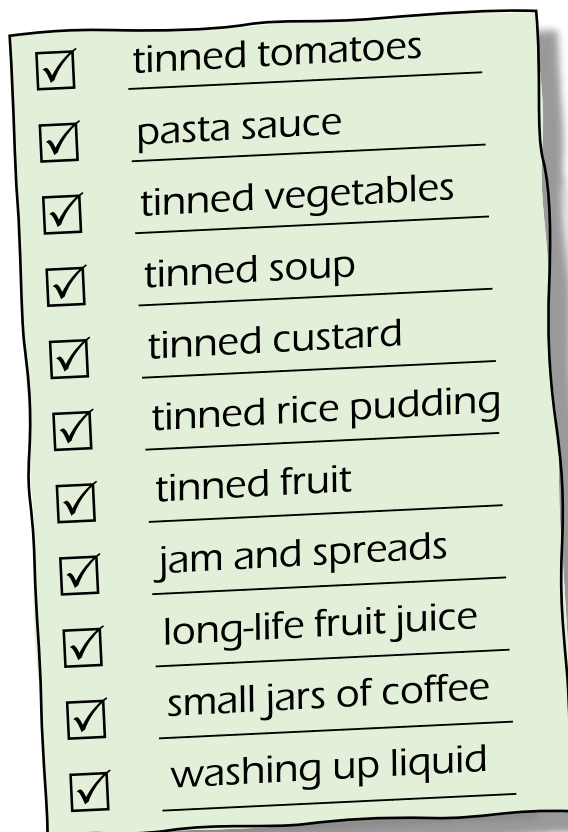 tinned tomatoes
pasta sauce
tinned vegetables
tinned soup
tinned custard
tinned rice pudding
tinned fruit
jam and spreads
long-life fruit juice
small jars of coffee
washing up liquid